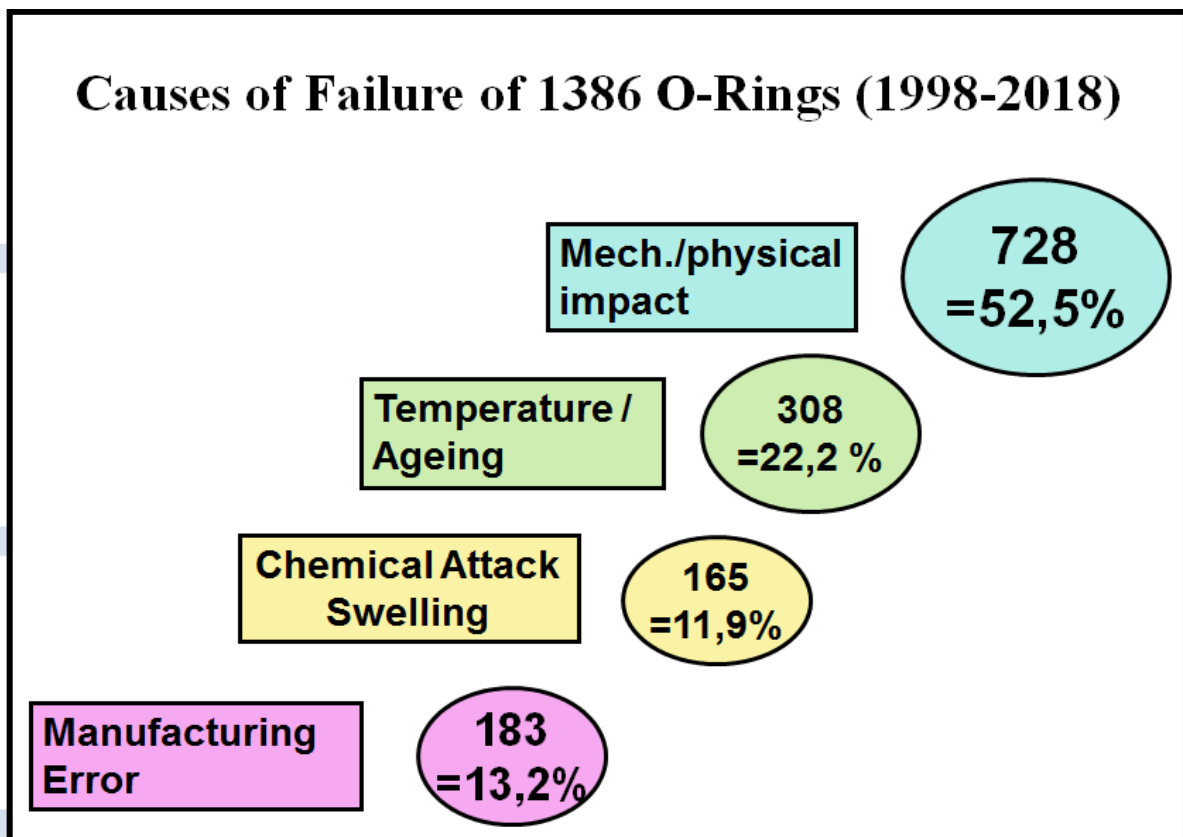 Causes of Failure of 1386 O-Rings (1998-2018)
Mech./physical
impact
728
=52,5%
Temperature /
Ageing
308
=22,2 %
Chemical Attack
Swelling
165
=11,9%
Manufacturing
Error
183
=13,2%